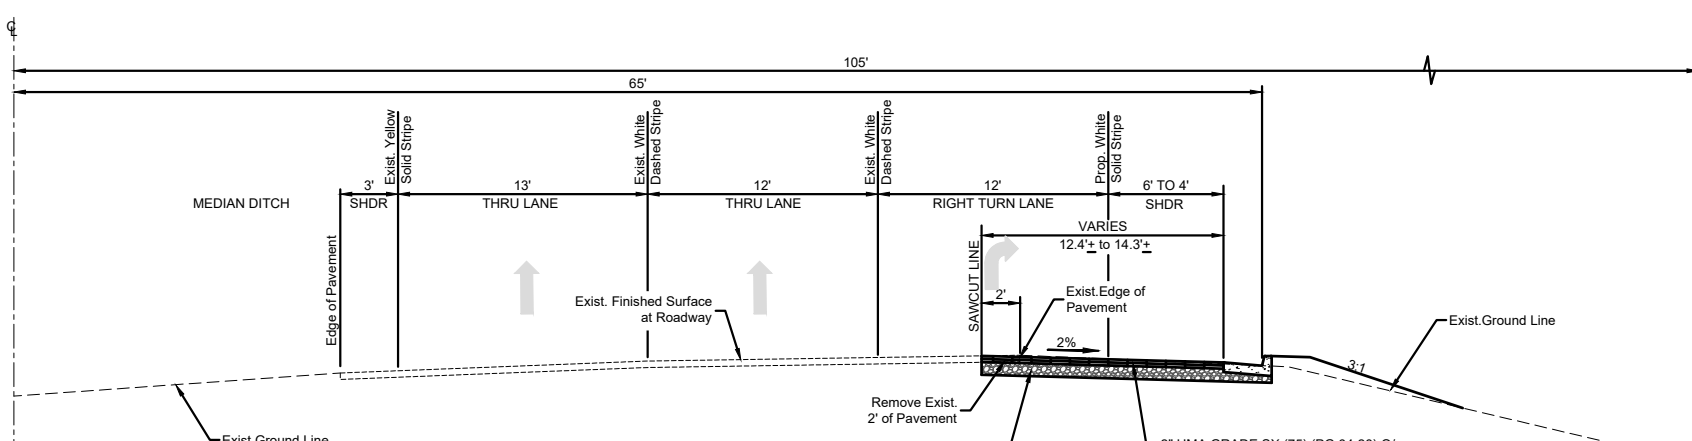 ℄
105'
65'
Exist. Yellow
Solid Stripe
Exist. White
Dashed Stripe
Exist. White
Dashed Stripe
Prop. White
Solid Stripe
3'
13'
12'
12'
6' TO 4'
MEDIAN DITCH
SHDR
THRU LANE
THRU LANE
RIGHT TURN LANE
SHDR
VARIES
12.4'± to 14.3'±
Edge of Pavement
SAWCUT LINE
2'
Exist.Edge of
Pavement
Exist. Finished Surface
at Roadway
Exist.Ground Line
2%
3:1
Remove Exist.
2' of Pavement
Exist.Ground Line